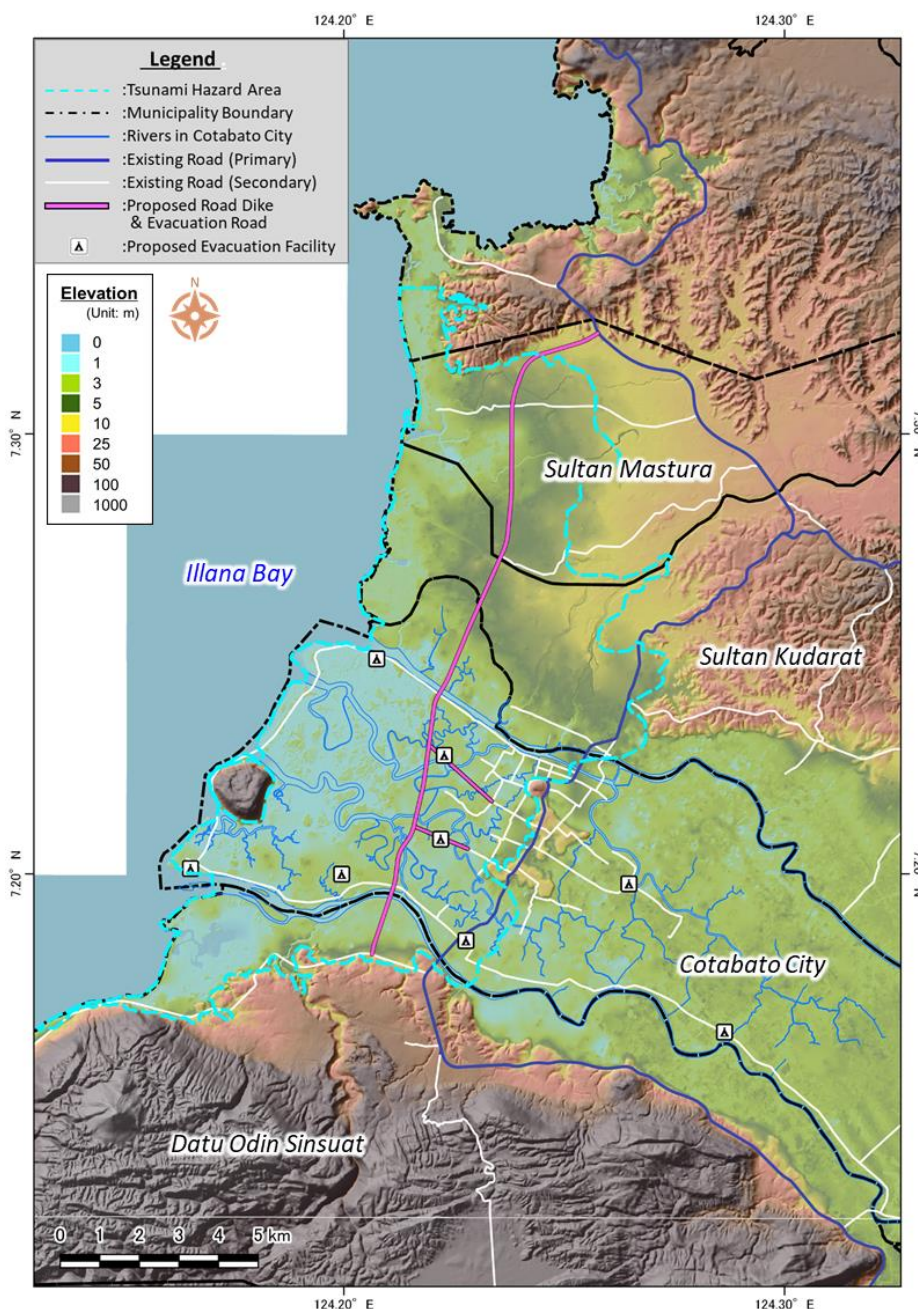 124.20° E
124.30° E
Legend
:Tsunami Hazard Area
:Municipality Boundary
:Rivers in Cotabato City
:Existing Road (Primary)
:Existing Road (Secondary)
:Proposed Road Dike
& Evacuation Road
:Proposed Evacuation Facility
N
Elevation
(Unit: m)
0
1
3
5
10
25
50
100
1000
7.30° N
Sultan Mastura
Illana Bay
Sultan Kudarat
7.20° N
Cotabato City
Datu Odin Sinsuat
0 1 2 3 4 5 km
124.20° E
124.30° E